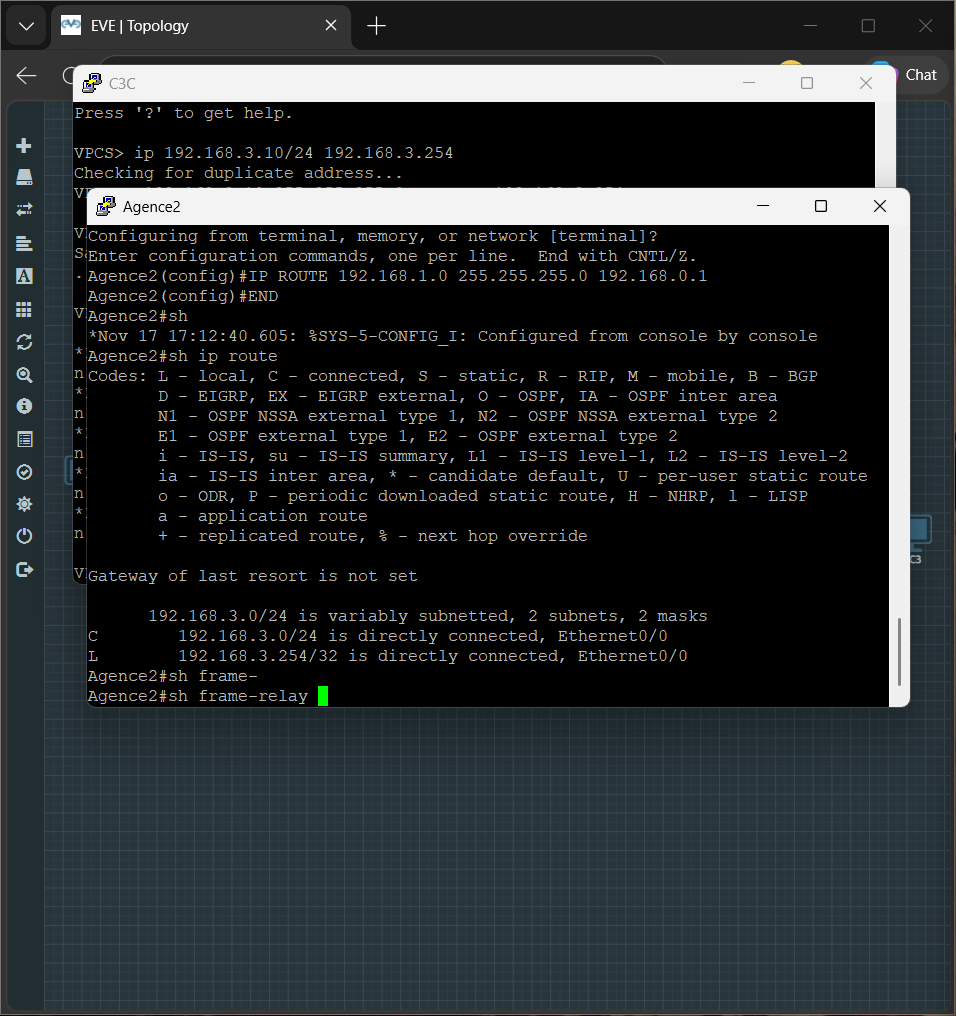 EVE | Topology
Chat
C3C
Press '?' to get help.
VPCS> ip 192.168.3.10/24 192.168.3.254
Checking for duplicate address...
Agence2
Configuring from terminal, memory, or network [terminal]?
Enter configuration commands, one per line.  End with CNTL/Z.
Agence2(config)#IP ROUTE 192.168.1.0 255.255.255.0 192.168.0.1
Agence2(config)#END
Agence2#sh
*Nov 17 17:12:40.605: %SYS-5-CONFIG_I: Configured from console by console
Agence2#sh ip route
Codes: L - local, C - connected, S - static, R - RIP, M - mobile, B - BGP
D - EIGRP, EX - EIGRP external, O - OSPF, IA - OSPF inter area
N1 - OSPF NSSA external type 1, N2 - OSPF NSSA external type 2
E1 - OSPF external type 1, E2 - OSPF external type 2
i - IS-IS, su - IS-IS summary, L1 - IS-IS level-1, L2 - IS-IS level-2
ia - IS-IS inter area, * - candidate default, U - per-user static route
o - ODR, P - periodic downloaded static route, H - NHRP, l - LISP
a - application route
+ - replicated route, % - next hop override
Gateway of last resort is not set
192.168.3.0/24 is variably subnetted, 2 subnets, 2 masks
C        192.168.3.0/24 is directly connected, Ethernet0/0
L        192.168.3.254/32 is directly connected, Ethernet0/0
Agence2#sh frame-
Agence2#sh frame-relay
C3